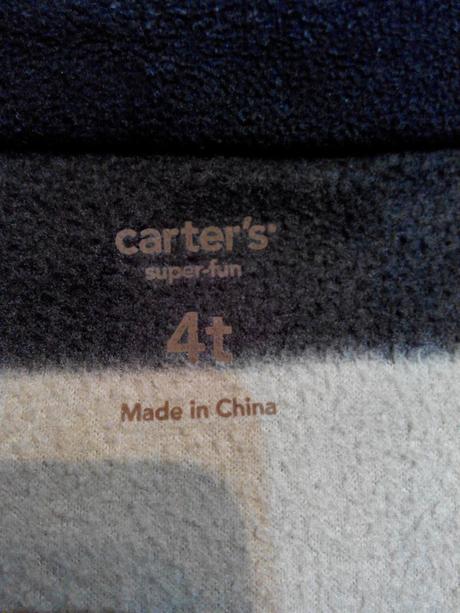 carter's
super-fun
4t
Made in China